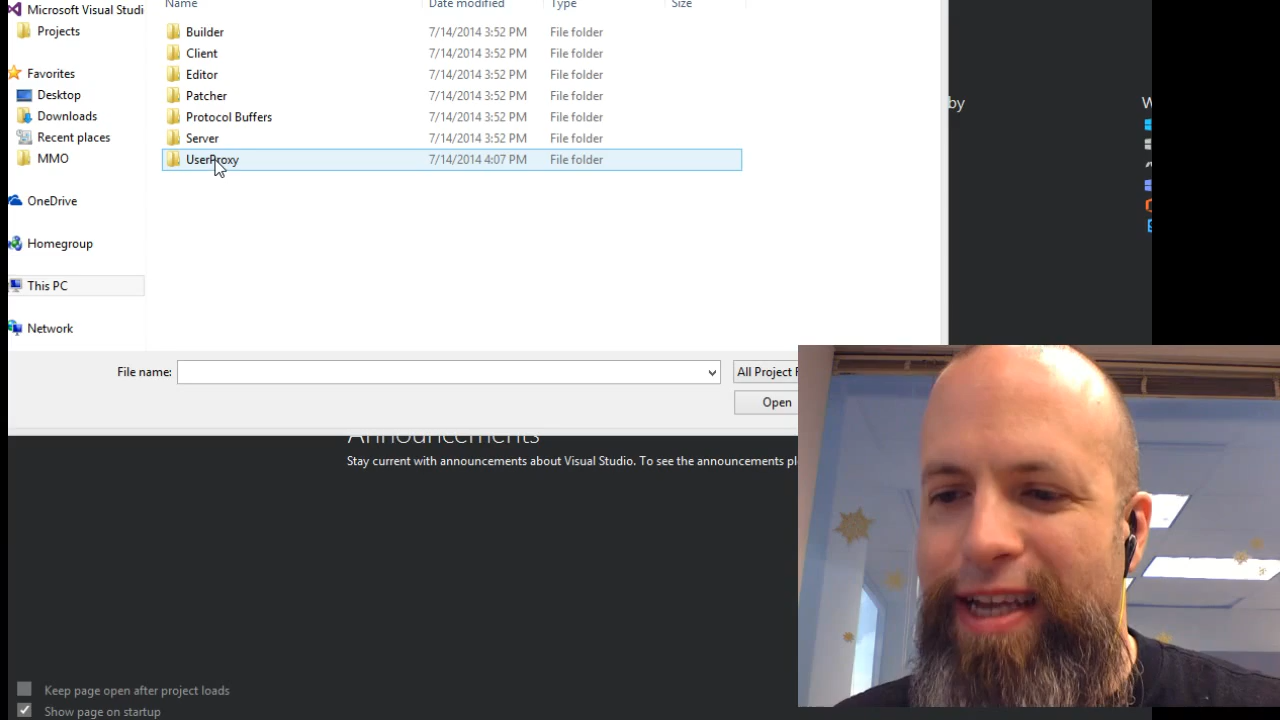 Name Date modified Type Size
Microsoft Visual Studi
Projects
Favorites
Desktop
Downloads
Recent places
MMO
OneDrive
Homegroup
This PC
Network
Builder 7/14/2014 3:52 PM File folder
Client 7/14/2014 3:52 PM File folder
Editor 7/14/2014 3:52 PM File folder
Patcher 7/14/2014 3:52 PM File folder
Protocol Buffers 7/14/2014 3:52 PM File folder
Server 7/14/2014 3:52 PM File folder
UserProxy 7/14/2014 4:07 PM File folder
by
W
File name:
All Project F
Open
Announcements
Stay current with announcements about Visual Studio. To see the announcements pl
Keep page open after project loads
Show page on startup